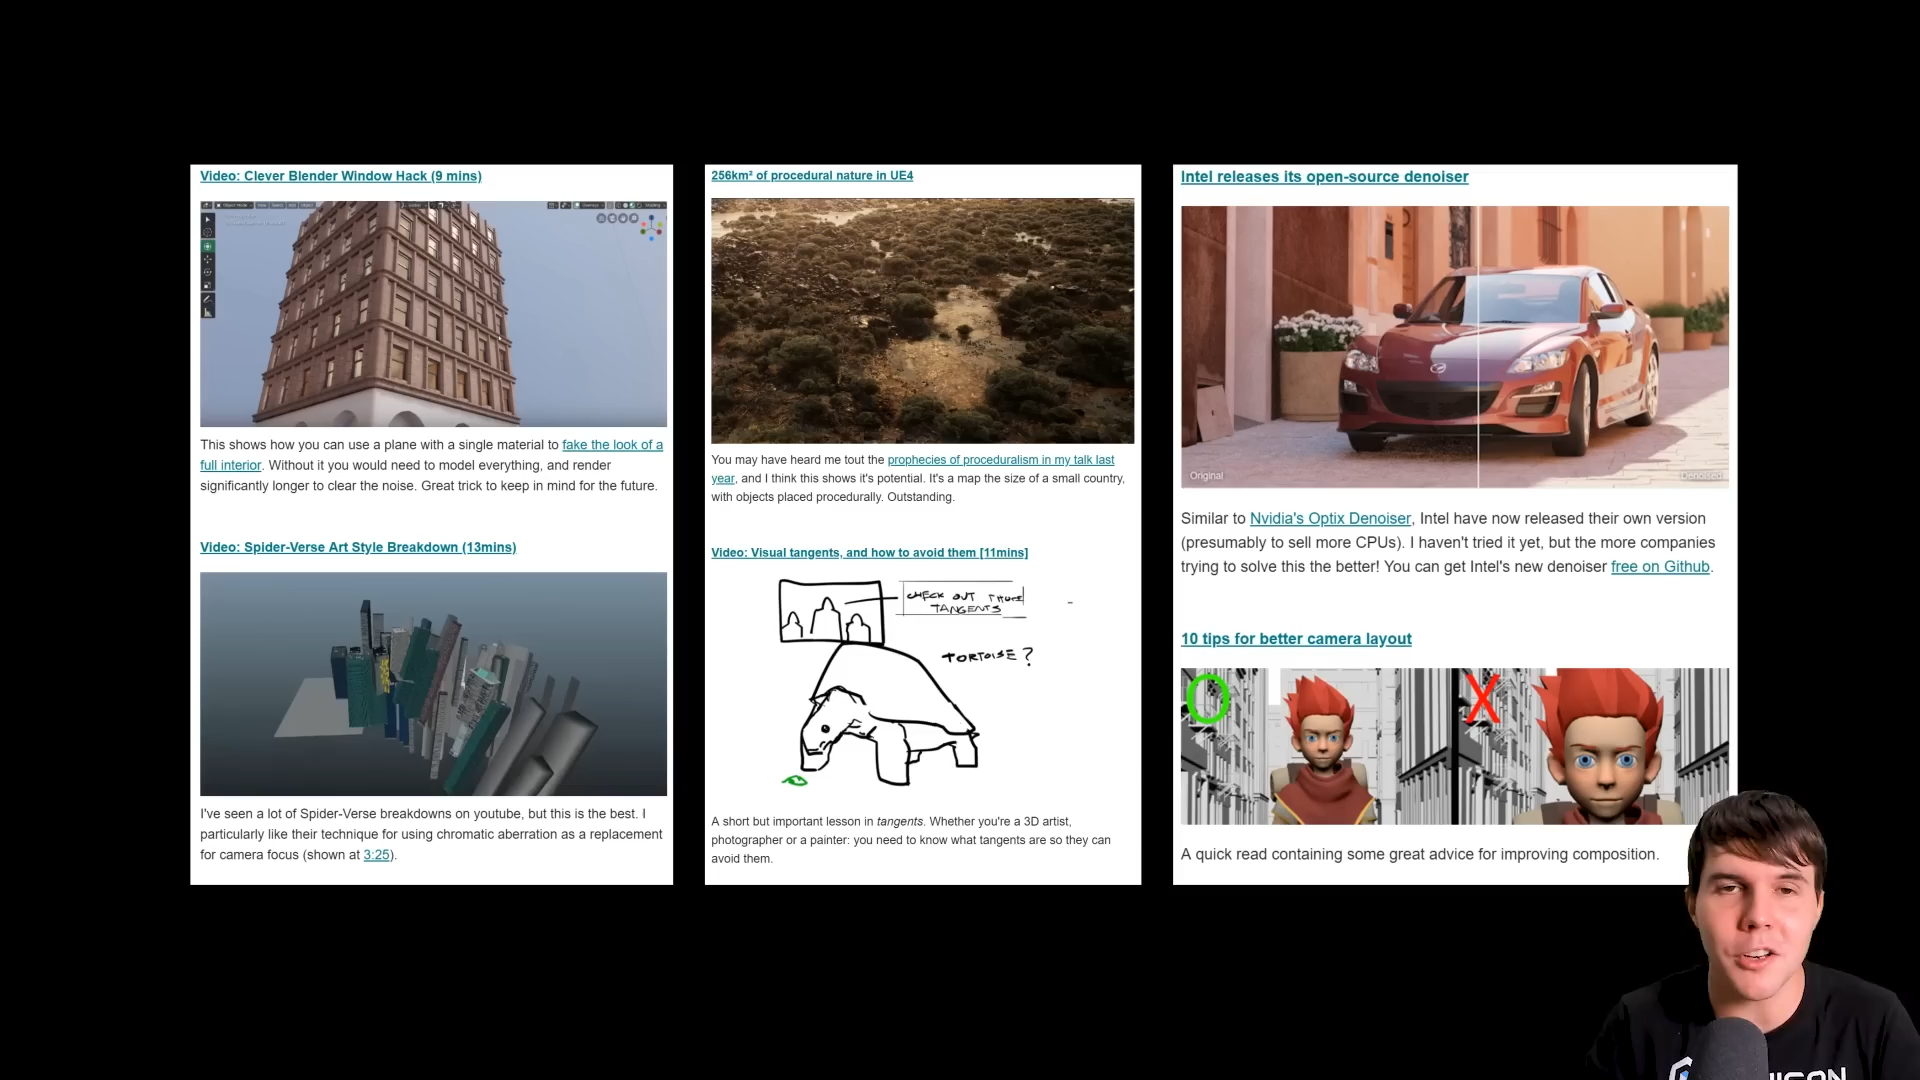 Video: Clever Blender Window Hack (9 mins)
This shows how you can use a plane with a single material to fake the look of a
full interior. Without it you would need to model everything, and render
significantly longer to clear the noise. Great trick to keep in mind for the future.
Video: Spider-Verse Art Style Breakdown (13mins)
I've seen a lot of Spider-Verse breakdowns on youtube, but this is the best. I
particularly like their technique for using chromatic aberration as a replacement
for camera focus (shown at 3:25).
256km² of procedural nature in UE4
You may have heard me tout the prophecies of proceduralism in my talk last
year, and I think this shows it's potential. It's a map the size of a small country,
with objects placed procedurally. Outstanding.
Video: Visual tangents, and how to avoid them [11mins]
CHECK OUT THESE
TANGENTS
TORTOISE?
A short but important lesson in tangents. Whether you're a 3D artist,
photographer or a painter: you need to know what tangents are so they can
avoid them.
Intel releases its open-source denoiser
Original
Denoised
Similar to Nvidia's Optix Denoiser, Intel have now released their own version
(presumably to sell more CPUs). I haven't tried it yet, but the more companies
trying to solve this the better! You can get Intel's new denoiser free on Github.
10 tips for better camera layout
O X
A quick read containing some great advice for improving composition.